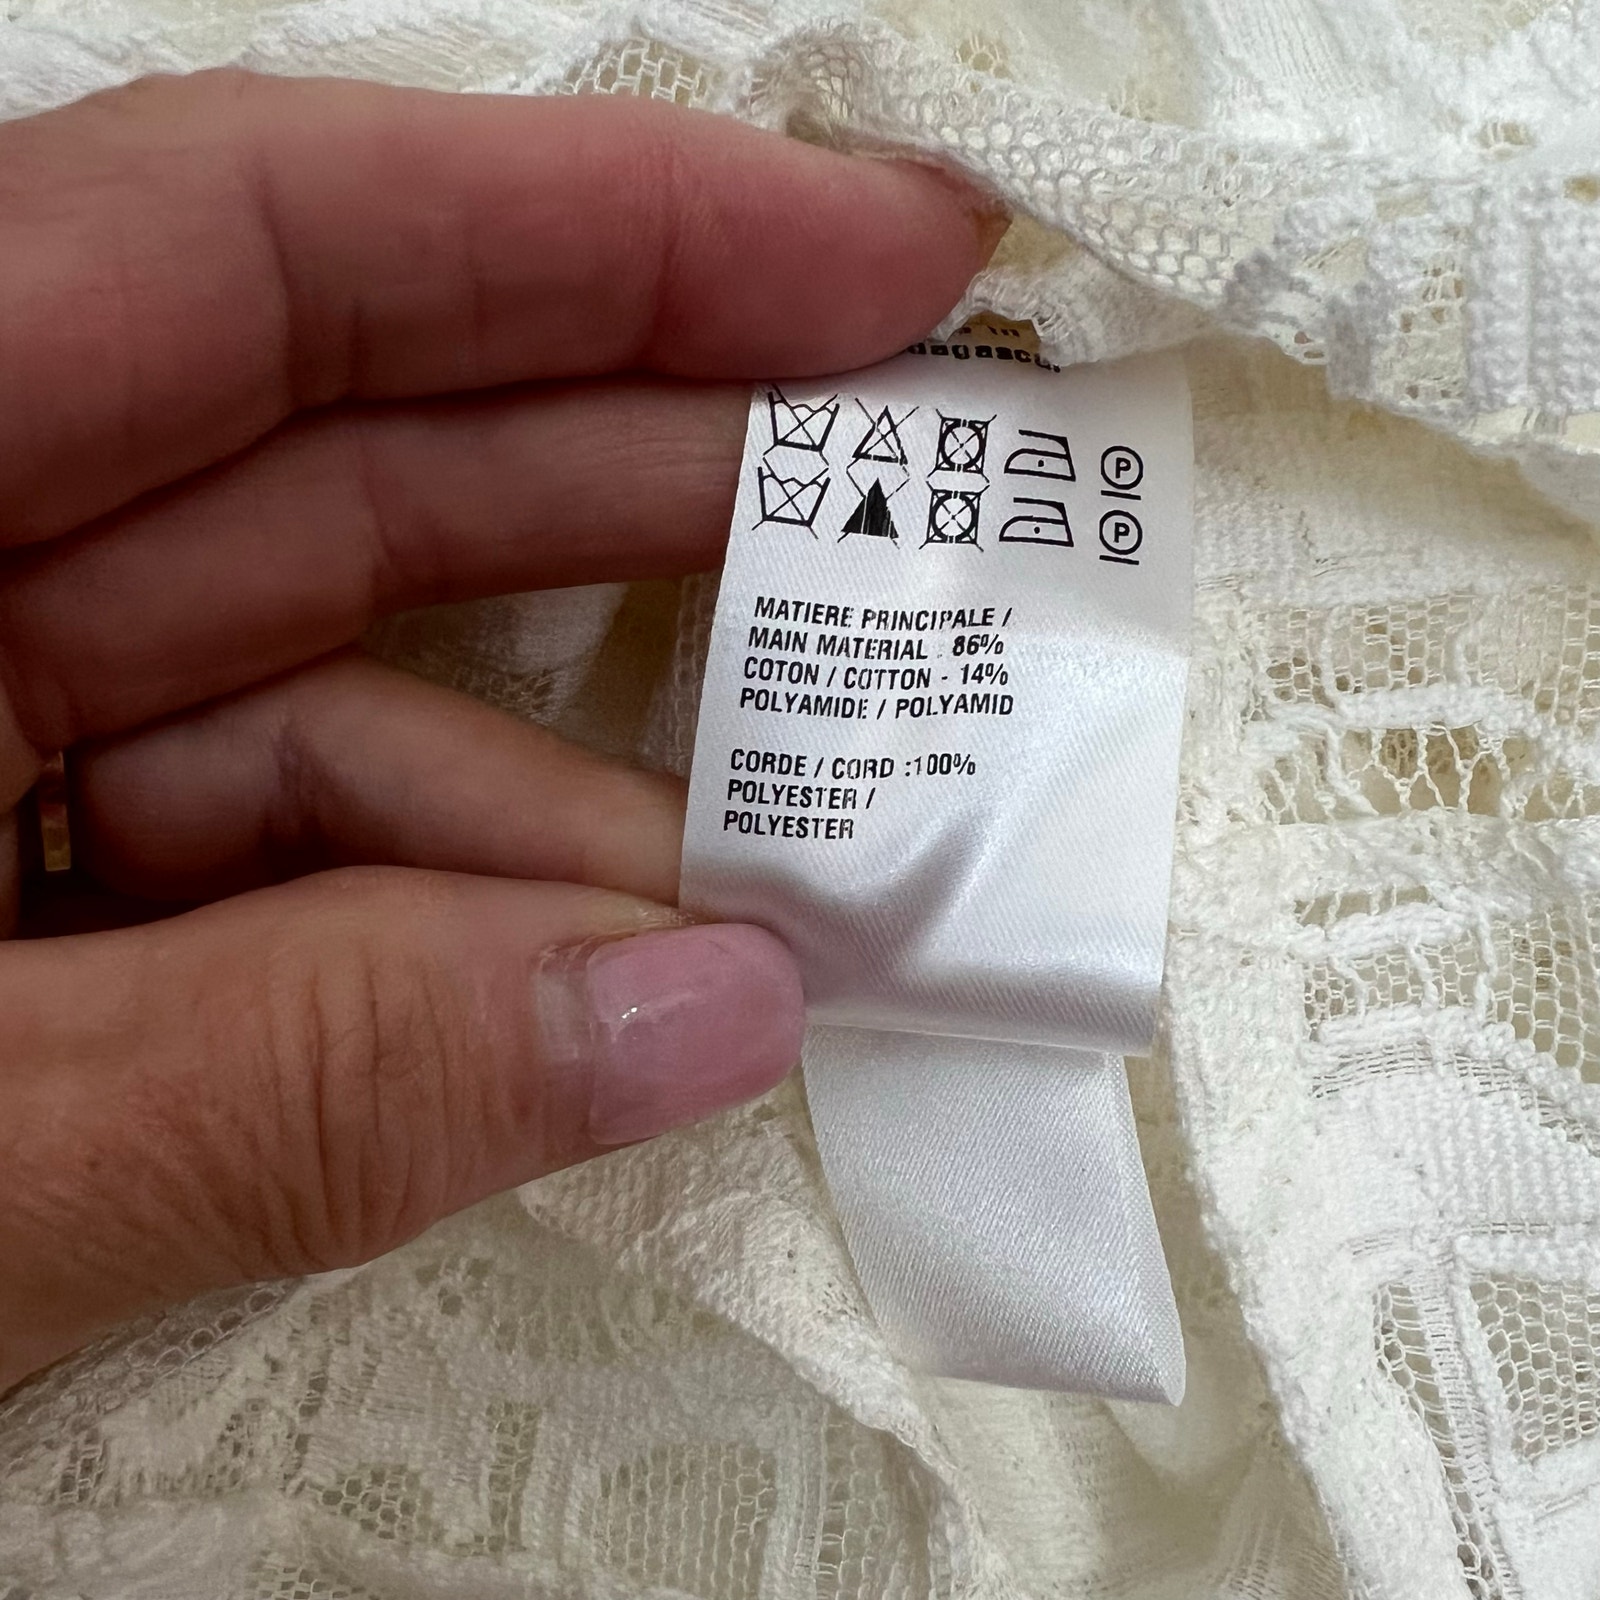 P
P
MATIERE PRINCIPALE /
MAIN MATERIAL : 86%
COTON / COTTON - 14%
POLYAMIDE / POLYAMID
CORDE / CORD :100%
POLYESTER /
POLYESTER